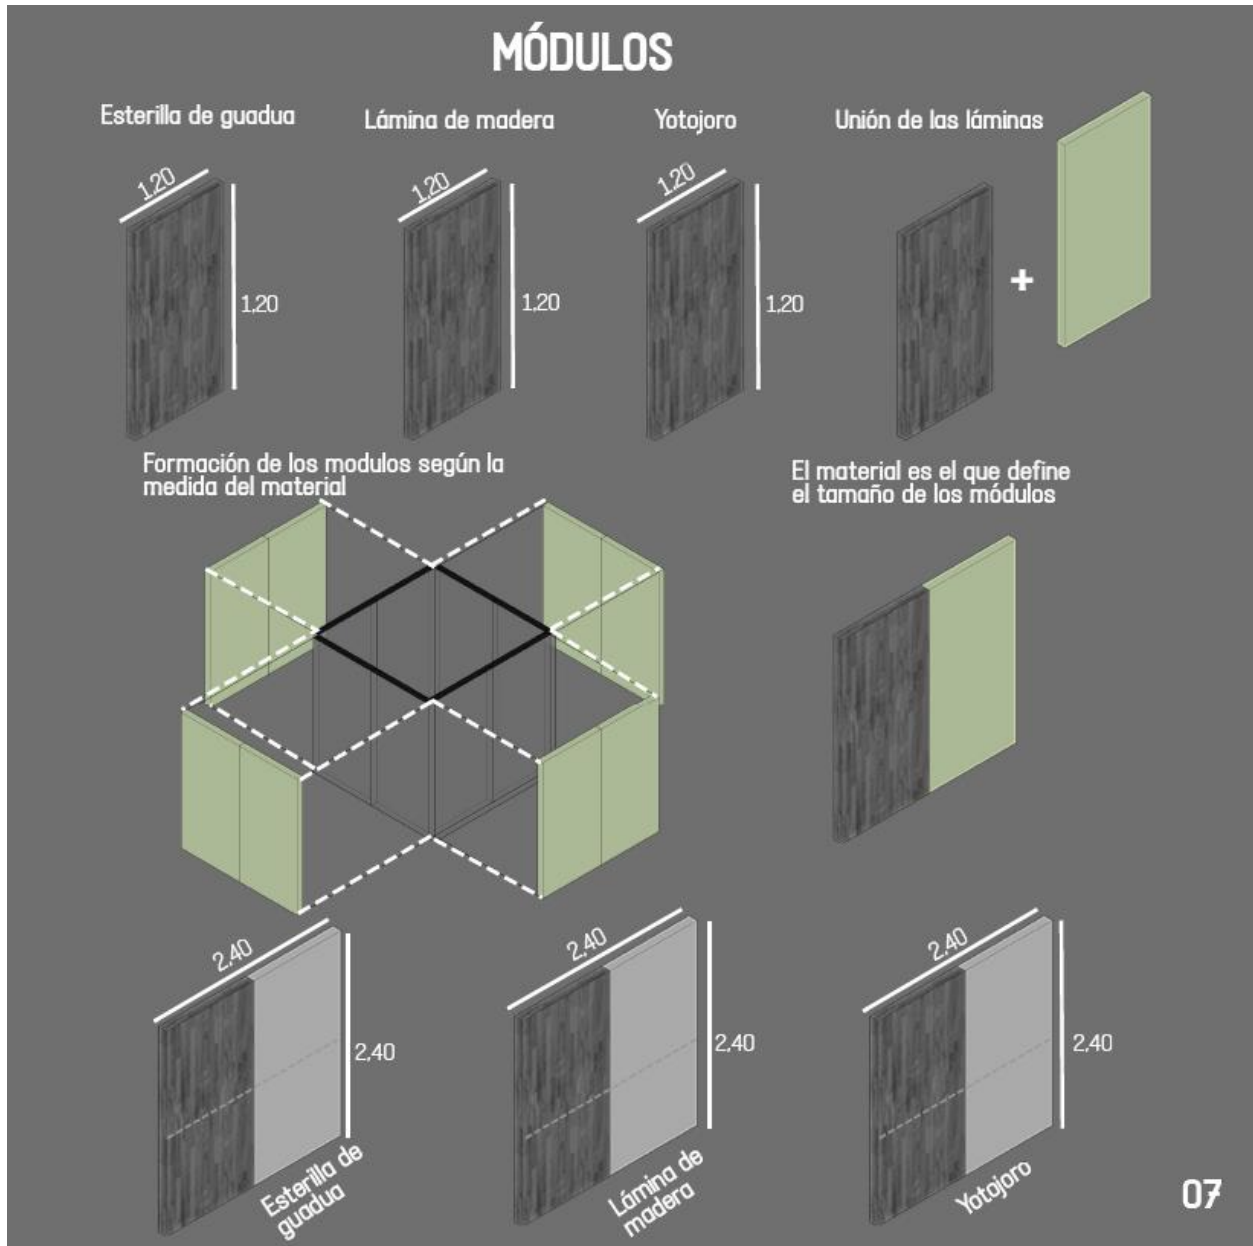 MÓDULOS
Esterilla de guadua
Lámina de madera
Yotojoro
Unión de las láminas
1,20
1,20
1,20
1,20
1,20
1,20
+
Formación de los modulos según la
medida del material
El material es el que define
el tamaño de los módulos
2,40
2,40
2,40
2,40
2,40
2,40
Esterilla de
guadua
Lámina de
madera
Yotojoro
07